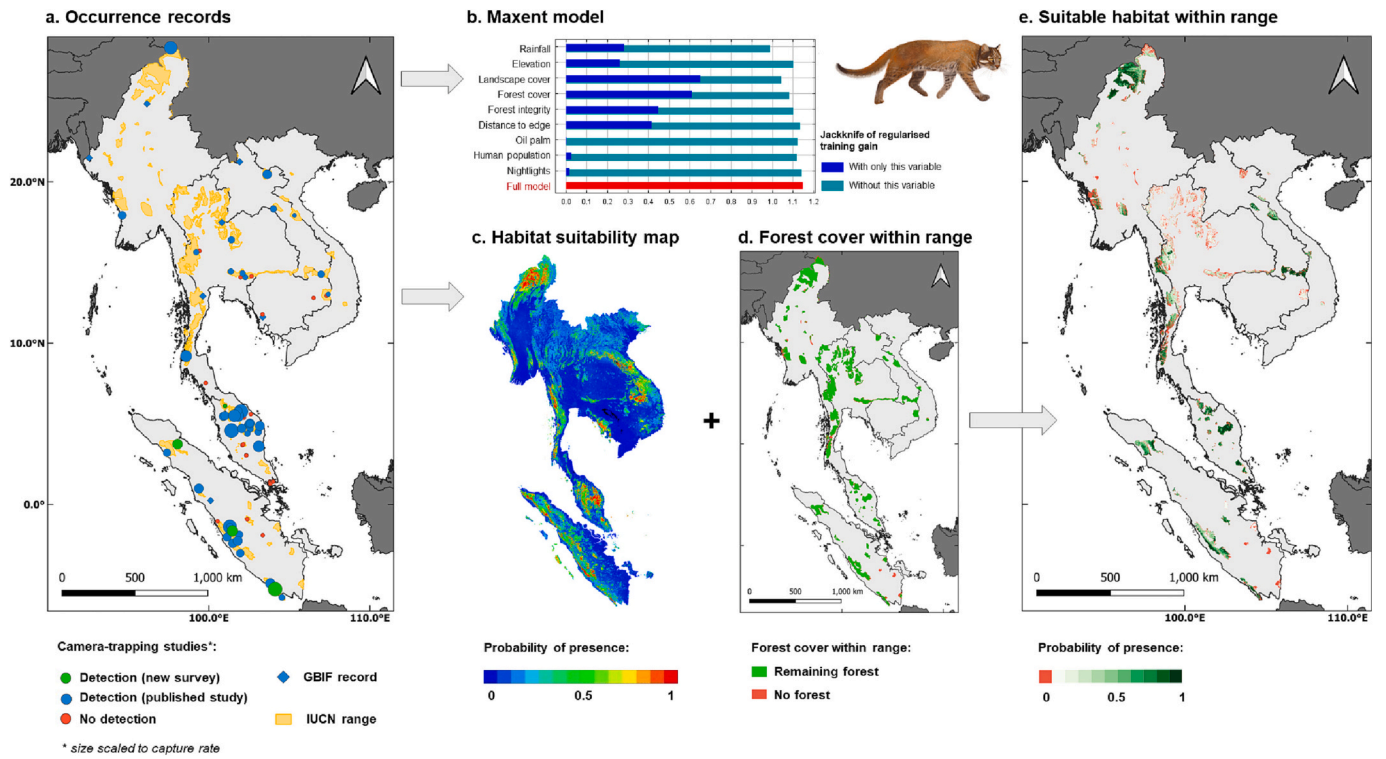 a. Occurrence records
20.0°N
10.0°N
0.0°
0 500 1,000 km
100.0°
110.0°
Camera-trapping studies*:
Detection (new survey)
Detection (published study)
No detection
GBIF record
IUCN range
* size scaled to capture rate
b. Maxent model
Rainfall
Elevation
Landscape cover
Forest cover
Forest integrity
Distance to edge
Oil palm
Human population
Nightlights
Full model
0.0 0.1 0.2 0.3 0.4 0.5 0.6 0.7 0.8 0.9 1.0 1.1 1.2
Jackknife of regularised
training gain
With only this variable
Without this variable
c. Habitat suitability map
Probability of presence:
0 0.5 1
+
d. Forest cover within range
0 500 1,000 km
Forest cover within range:
Remaining forest
No forest
e. Suitable habitat within range
0 500 1,000 km
100.0°
110.0°
Probability of presence:
0 0.5 1